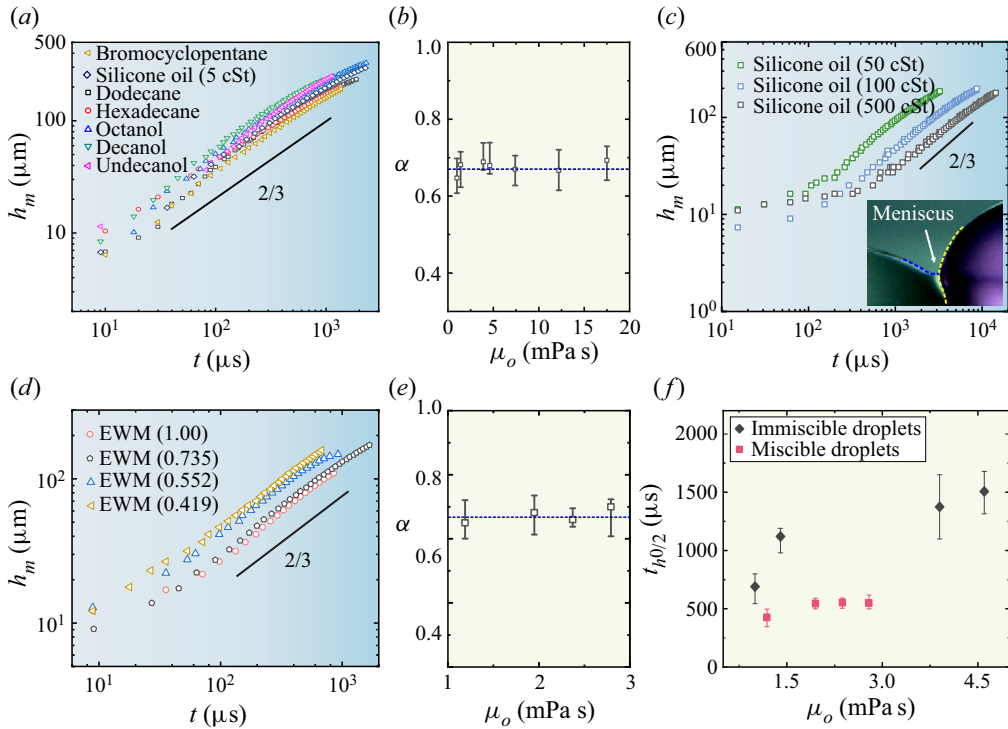 (a)
500
100
10
h_m (μm)
Bromocyclopentane
Silicone oil (5 cSt)
Dodecane
Hexadecane
Octanol
Decanol
Undecanol
2/3
10^1
10^2
10^3
t (μs)
(b)
1.0
0.8
α
0.6
0.4
0
5
10
15
20
μ_o (mPa s)
(c)
600
10^2
10^1
10^0
h_m (μm)
Silicone oil (50 cSt)
Silicone oil (100 cSt)
Silicone oil (500 cSt)
2/3
Meniscus
10^1
10^2
10^3
10^4
t (μs)
(d)
10^2
10^1
h_m (μm)
EWM (1.00)
EWM (0.735)
EWM (0.552)
EWM (0.419)
2/3
10^1
10^2
10^3
t (μs)
(e)
1.0
0.8
α
0.6
0.4
1
2
3
μ_o (mPa s)
(f)
2000
1500
1000
500
0
t_{h^{0/2}} (μs)
Immiscible droplets
Miscible droplets
1.5
3.0
4.5
μ_o (mPa s)